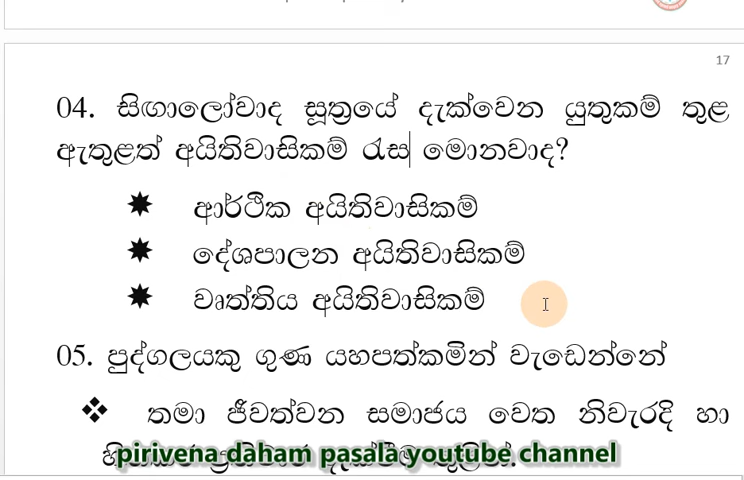 17
04. සිඟාලෝවාද සූත්‍රයේ දැක්වෙන යුතුකම් තුළ
ඇතුළත් අයිතිවාසිකම් රැස මොනවාද?
✷ ආර්ථික අයිතිවාසිකම්
✷ දේශපාලන අයිතිවාසිකම්
✷ වෘත්තිය අයිතිවාසිකම්
05. පුද්ගලයකු ගුණ යහපත්කමින් වැඩෙන්නේ
❖ තමා ජීවත්වන සමාජය වෙත නිවැරදි හා
pirivena daham pasala youtube channel